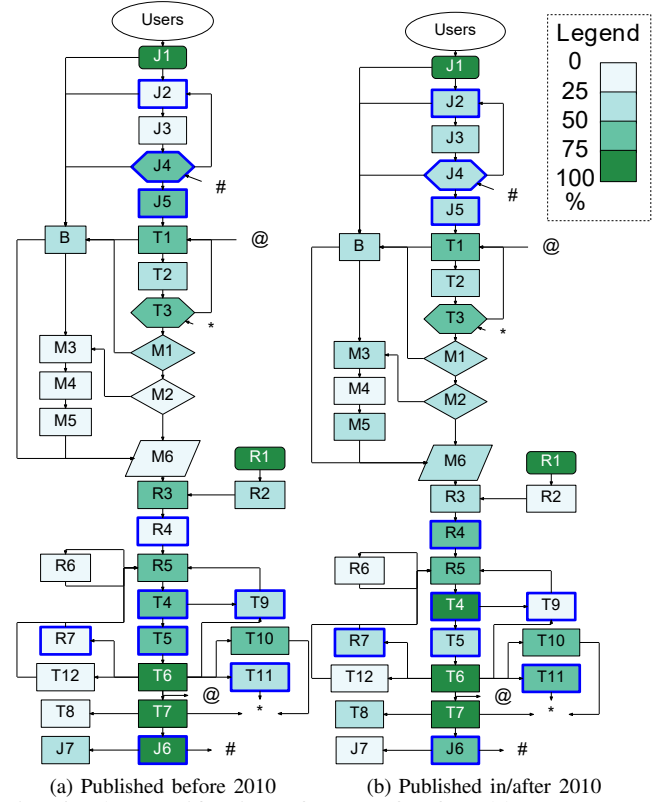 Users
J1
J2
J3
J4
#
J5
B
T1
@
T2
T3
*
M3
M1
M4
M2
M5
M6
R1
R3
R2
R4
R6
R5
T4
T9
R7
T5
T10
T12
T6
T11
@
T8
T7
*
J7
J6
#
(a) Published before 2010
Users
J1
J2
J3
J4
#
J5
B
T1
@
T2
T3
*
M3
M1
M4
M2
M5
M6
R1
R3
R2
R4
R6
R5
T4
T9
R7
T5
T10
T12
T6
T11
@
T8
T7
*
J7
J6
#
(b) Published in/after 2010
Legend
0
25
50
75
100
%